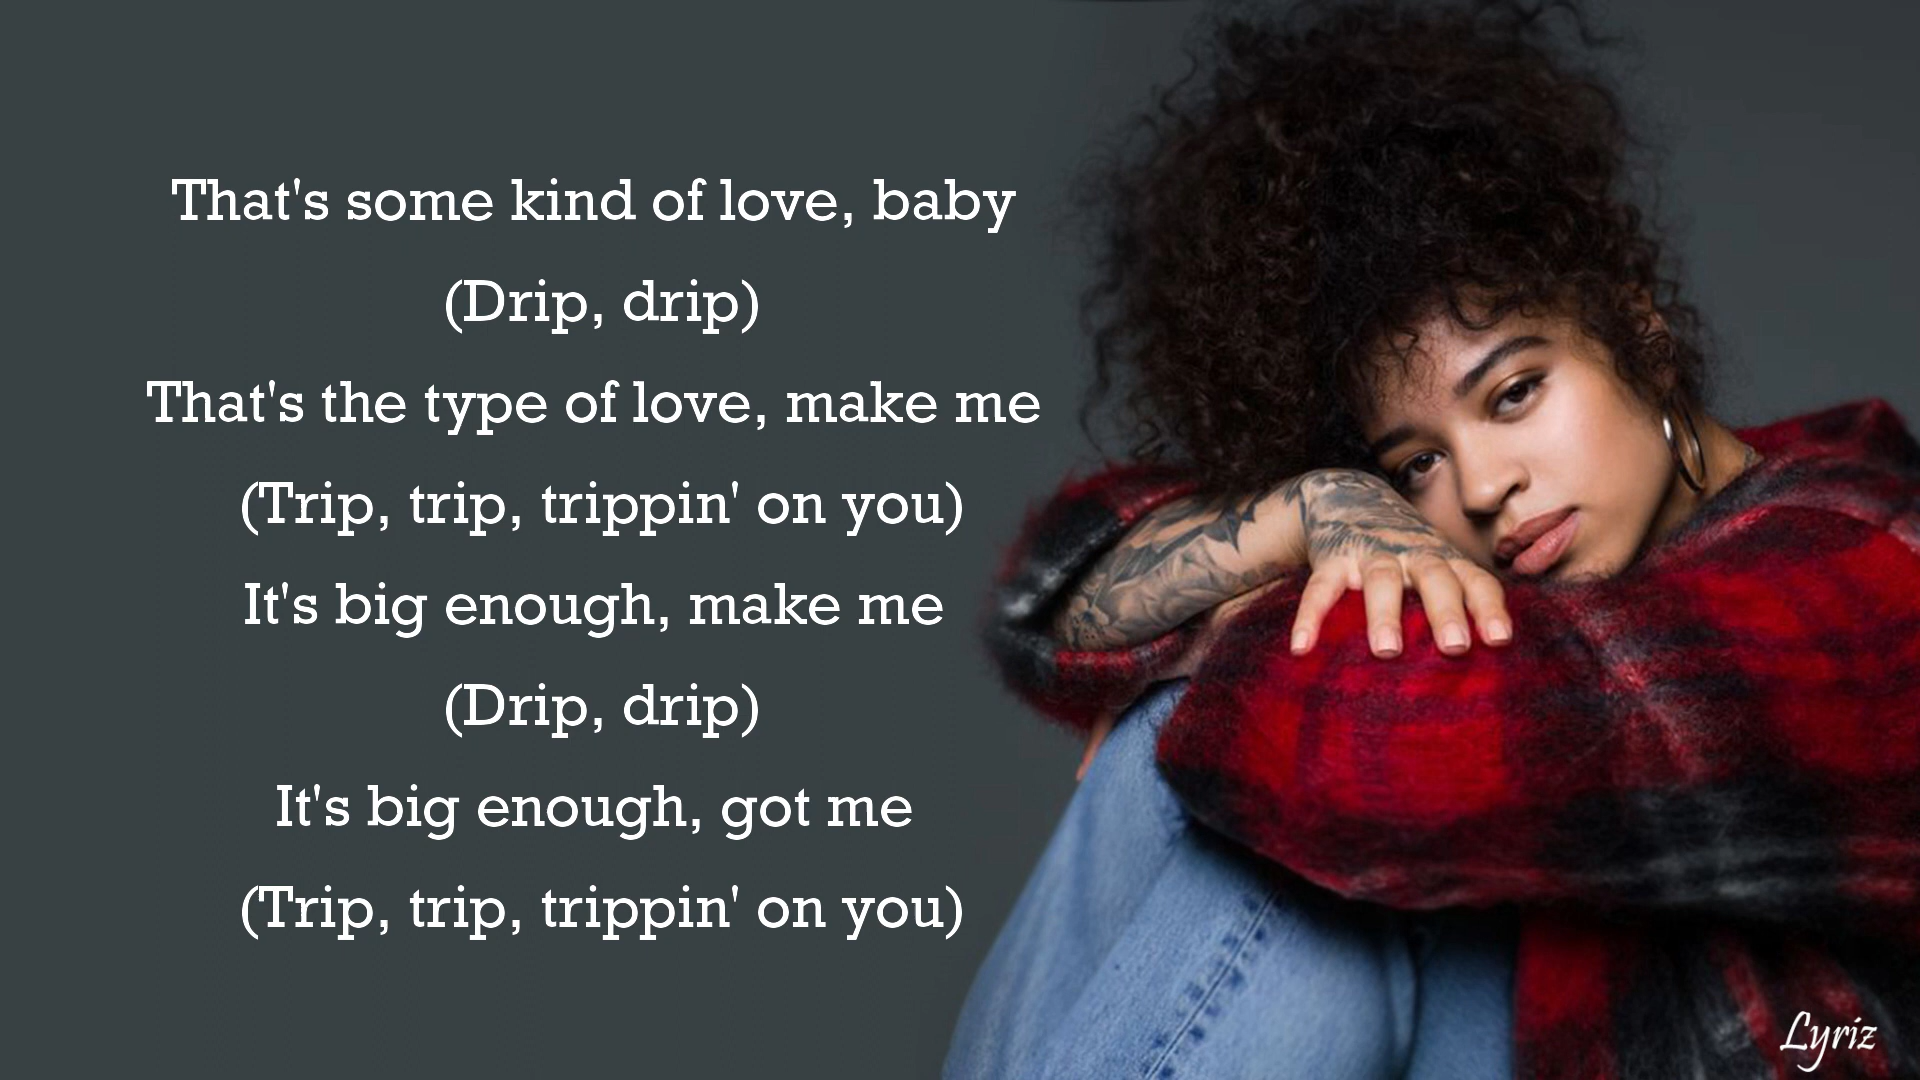 That's some kind of love, baby
(Drip, drip)
That's the type of love, make me
(Trip, trip, trippin' on you)
It's big enough, make me
(Drip, drip)
It's big enough, got me
(Trip, trip, trippin' on you)
Lyriz